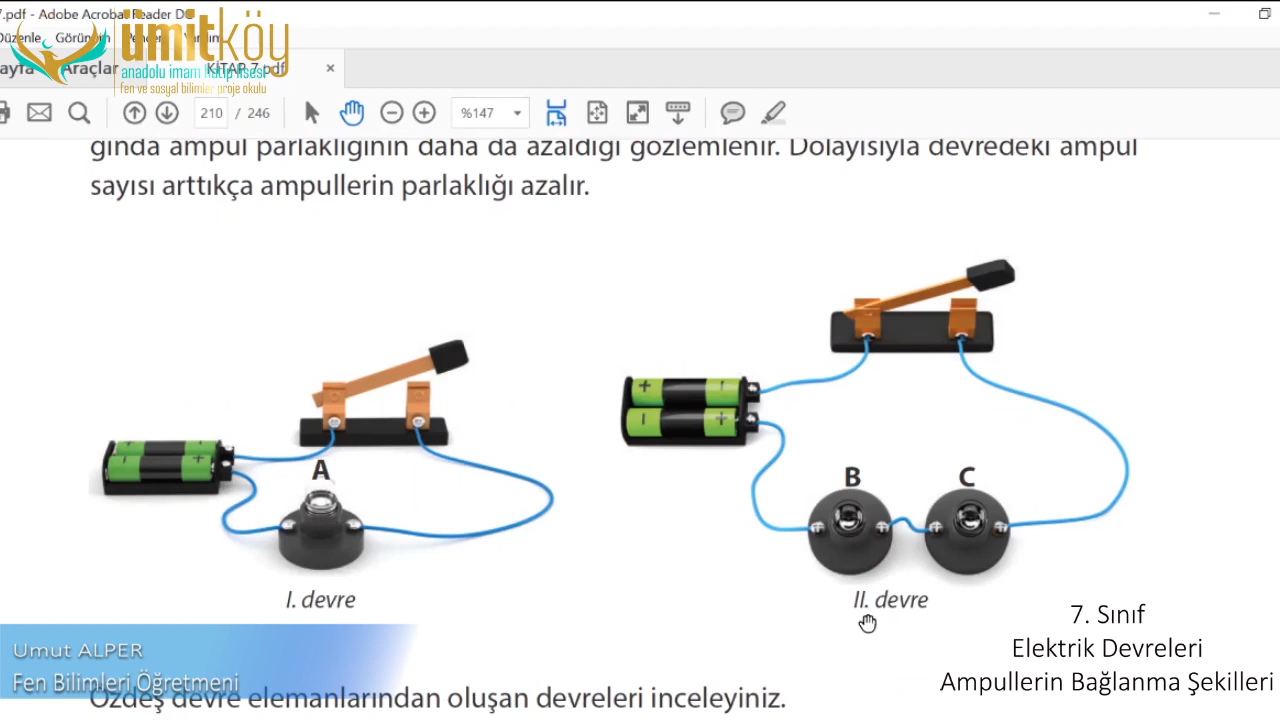 7.pdf - Adobe Acrobat Reader DC
Düzenle Görünüm Pencere Yardım
ümitköy
anadolu imam hatip lisesi
fen ve sosyal bilimler proje okulu
Araçlar KİTAP 7.pdf ×
210 / 246 %147
ğında ampul parlaklığının daha da azaldığı gözlemlenir. Dolayısıyla devredeki ampul
sayısı arttıkça ampullerin parlaklığı azalır.
A
B C
I. devre
II. devre
7. Sınıf
Elektrik Devreleri
Ampullerin Bağlanma Şekilleri
Umut ALPER
Fen Bilimleri Öğretmeni
Özdeş devre elemanlarından oluşan devreleri inceleyiniz.